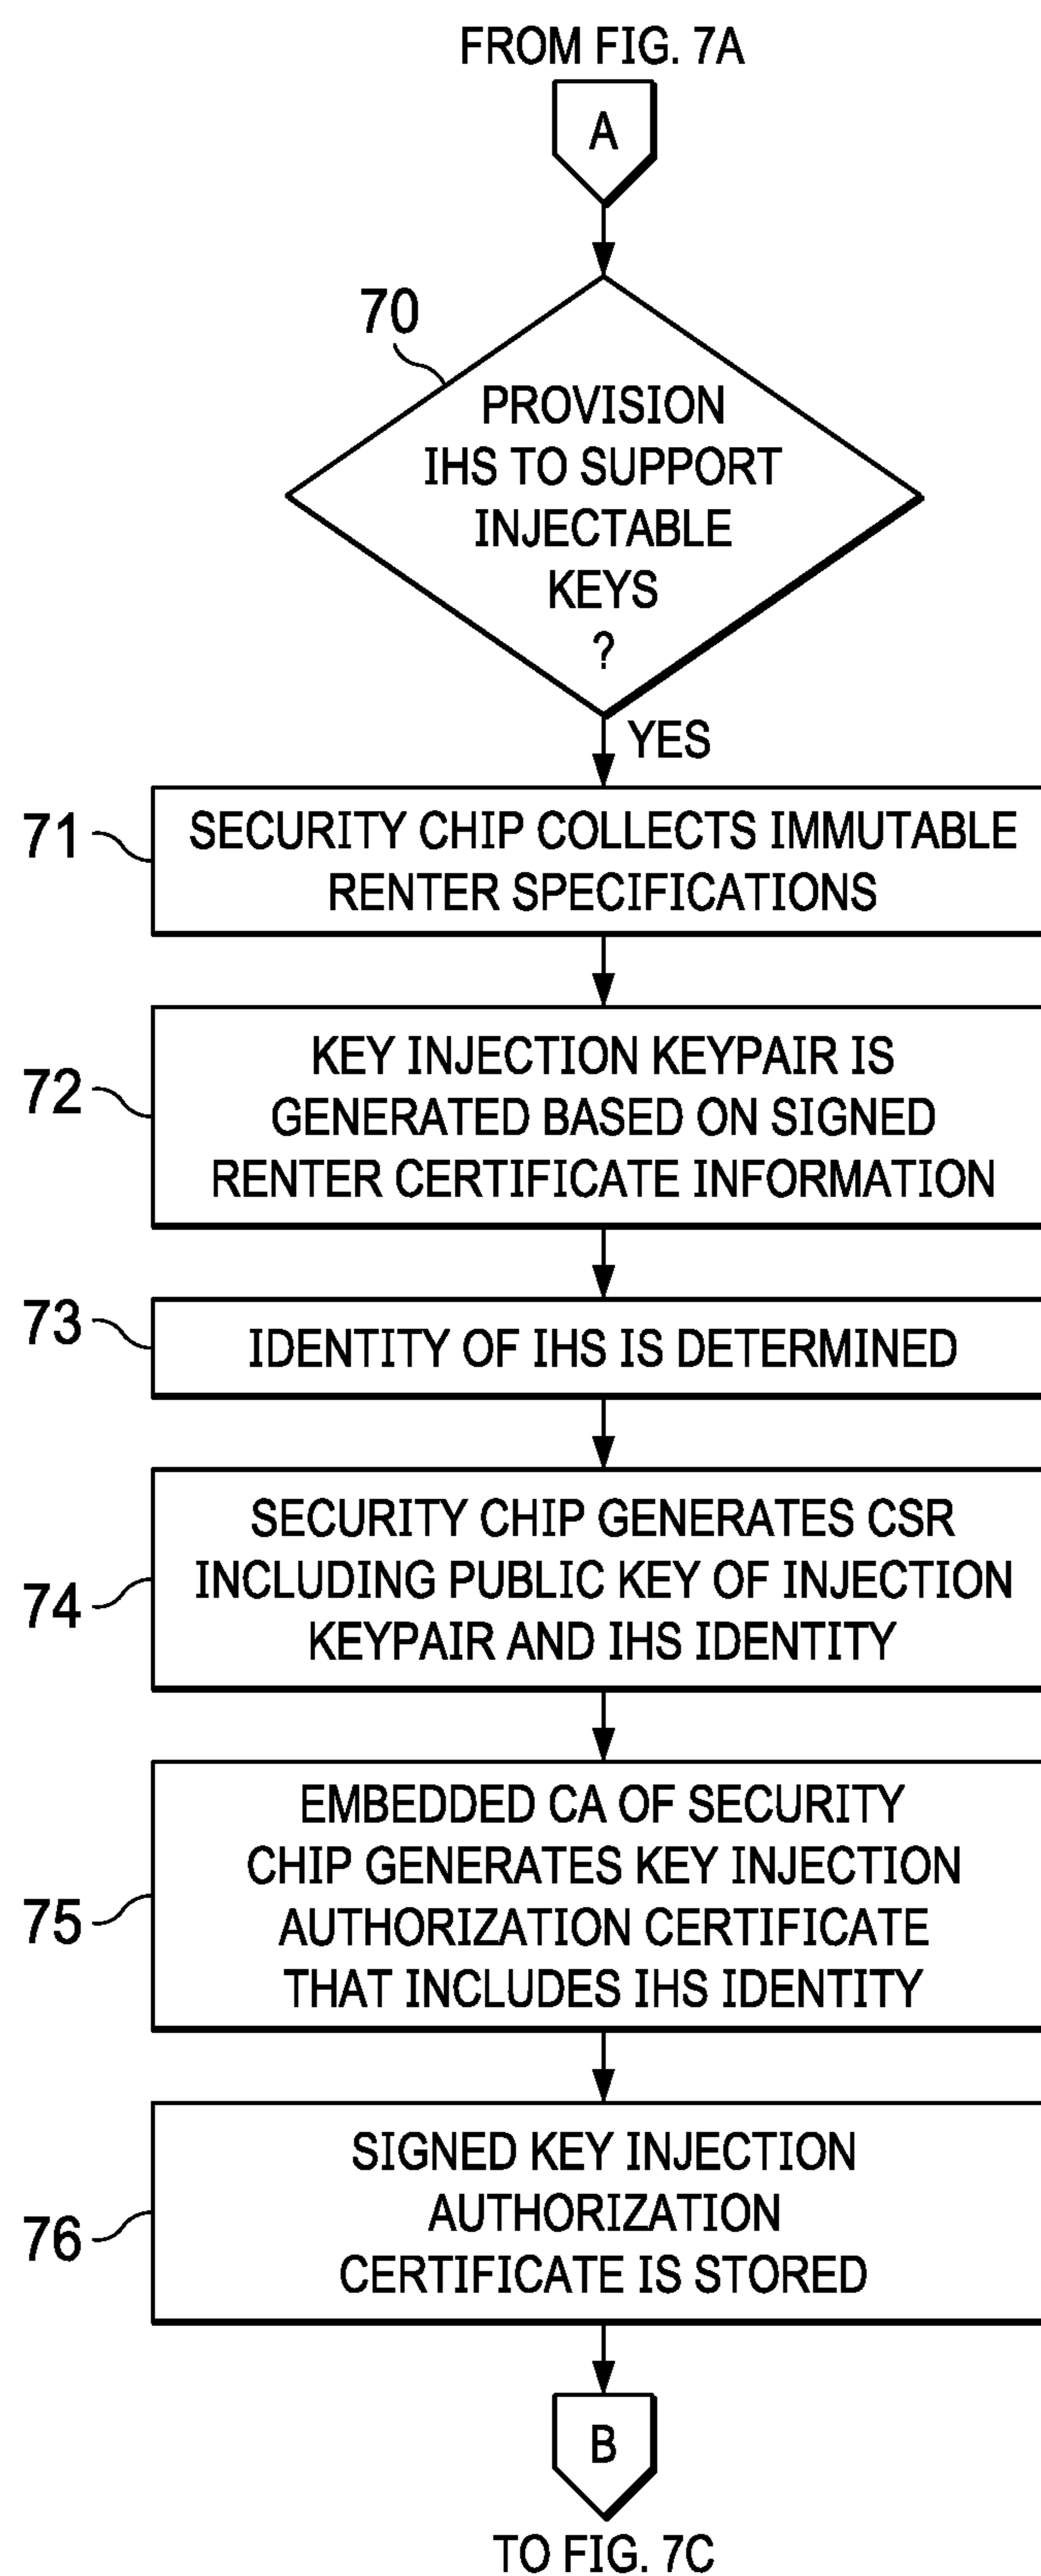 FROM FIG. 7A
A
70
PROVISION
IHS TO SUPPORT
INJECTABLE
KEYS
?
YES
71
SECURITY CHIP COLLECTS IMMUTABLE
RENTER SPECIFICATIONS
72
KEY INJECTION KEYPAIR IS
GENERATED BASED ON SIGNED
RENTER CERTIFICATE INFORMATION
73
IDENTITY OF IHS IS DETERMINED
74
SECURITY CHIP GENERATES CSR
INCLUDING PUBLIC KEY OF INJECTION
KEYPAIR AND IHS IDENTITY
75
EMBEDDED CA OF SECURITY
CHIP GENERATES KEY INJECTION
AUTHORIZATION CERTIFICATE
THAT INCLUDES IHS IDENTITY
76
SIGNED KEY INJECTION
AUTHORIZATION
CERTIFICATE IS STORED
B
TO FIG. 7C